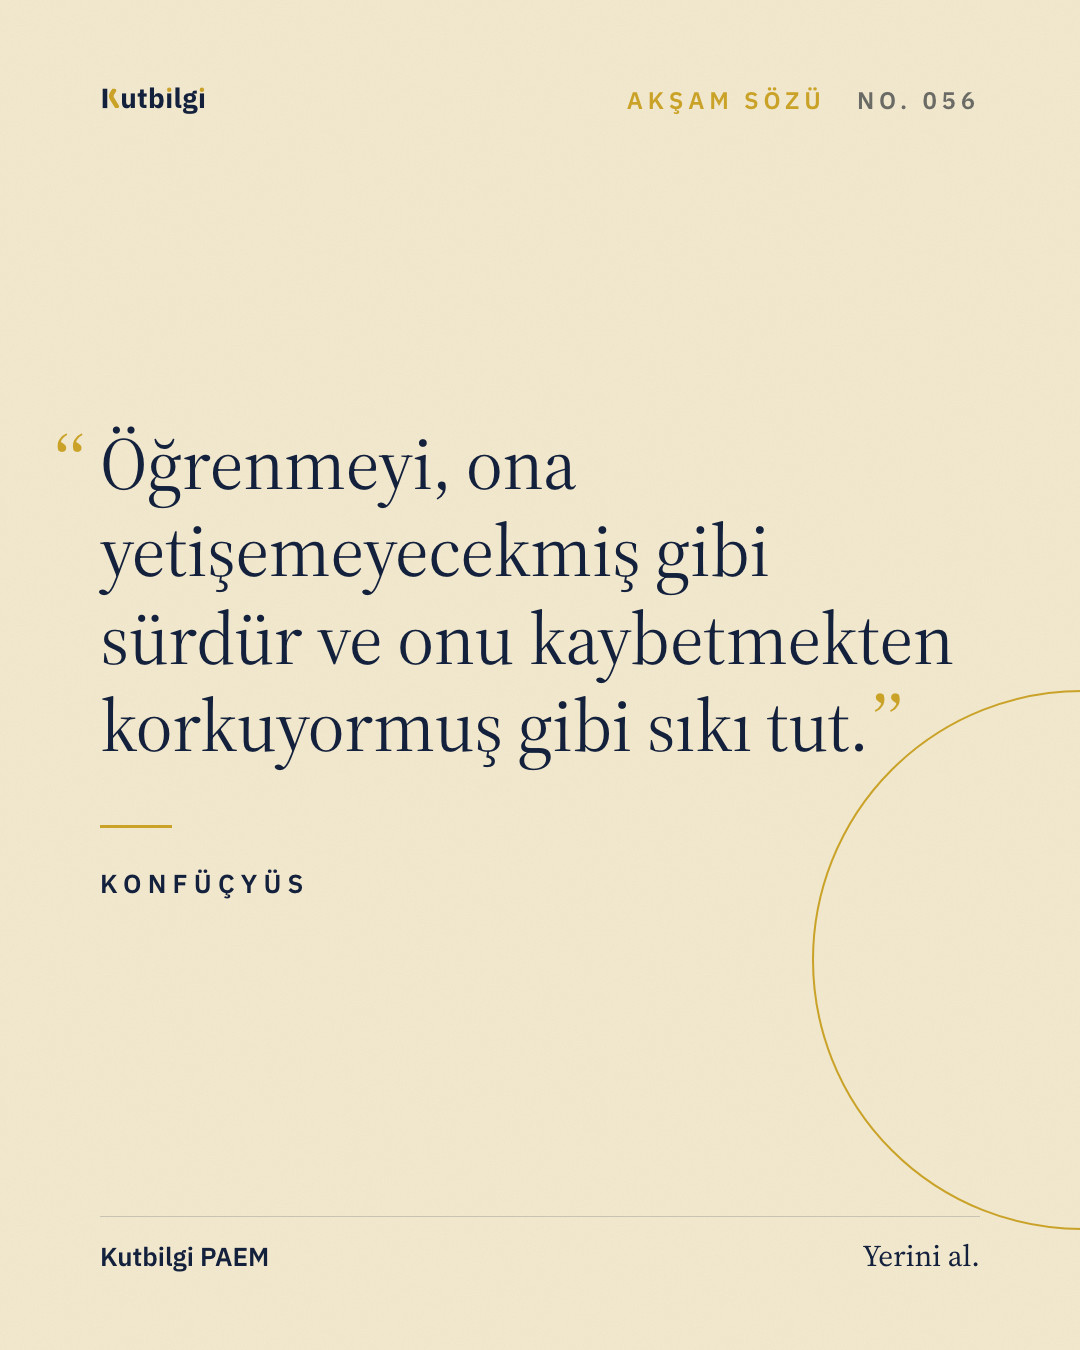 Kutbilgi
AKŞAM SÖZÜ NO. 056
“Öğrenmeyi, ona
yetişemeyecekmiş gibi
sürdür ve onu kaybetmekten
korkuyormuş gibi sıkı tut.”
KONFÜÇYÜS
Kutbilgi PAEM
Yerini al.